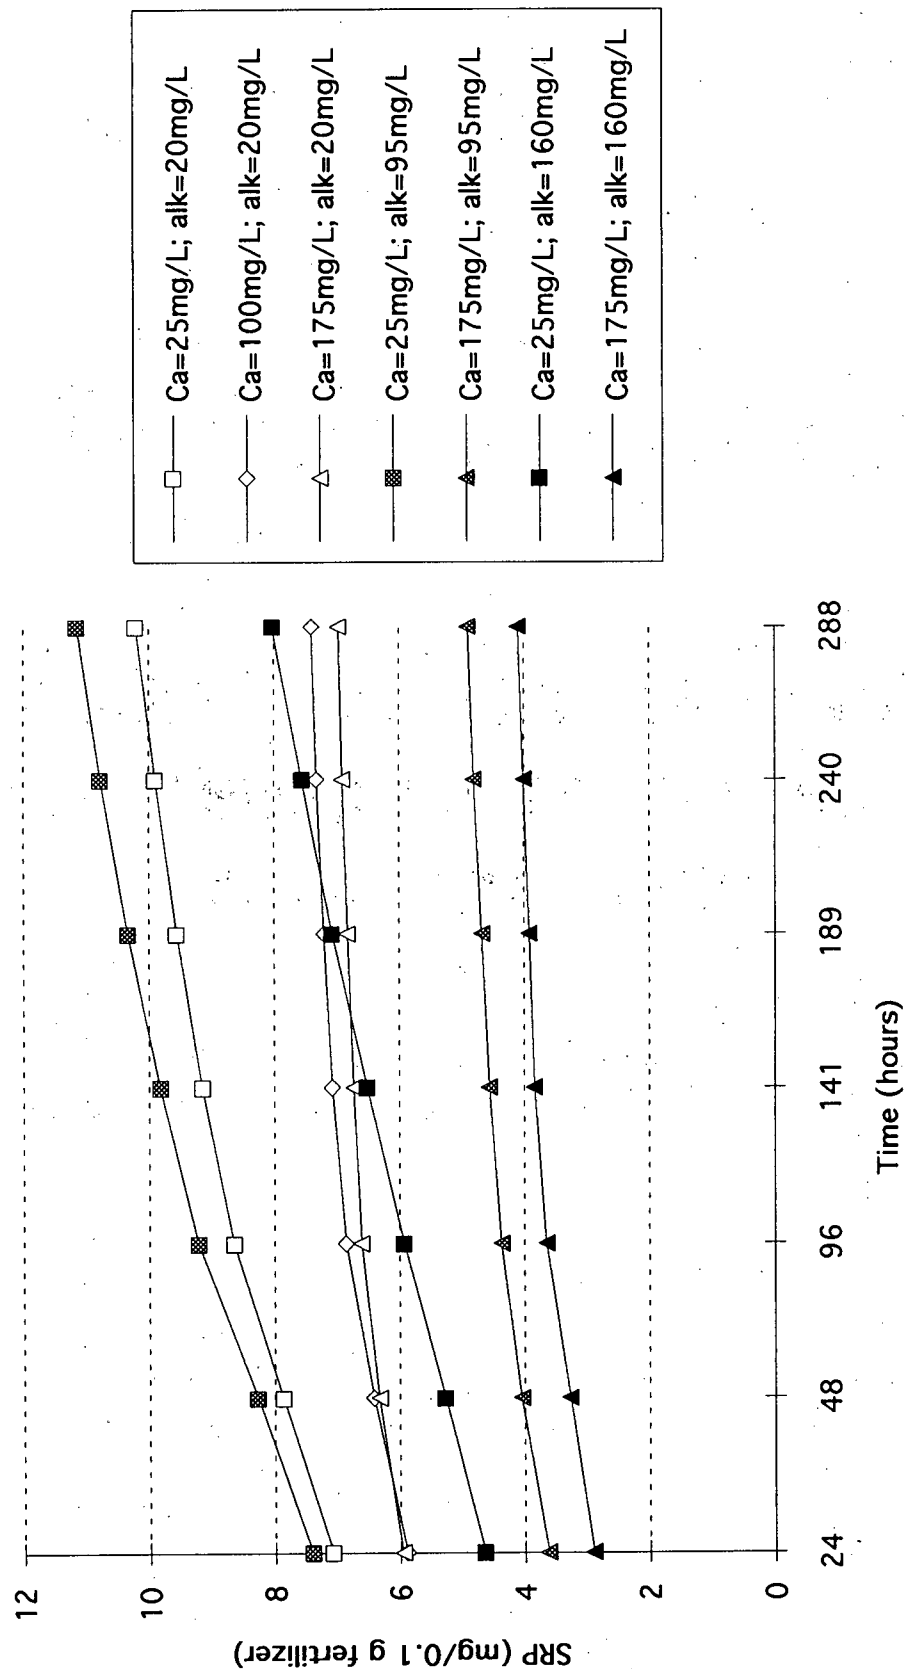 12
10
8
6
4
2
0
SRP (mg/0.1 g fertilizer)
24
48
96
141
189
240
288
Time (hours)
Ca=25mg/L; alk=20mg/L
Ca=100mg/L; alk=20mg/L
Ca=175mg/L; alk=20mg/L
Ca=25mg/L; alk=95mg/L
Ca=175mg/L; alk=95mg/L
Ca=25mg/L; alk=160mg/L
Ca=175mg/L; alk=160mg/L